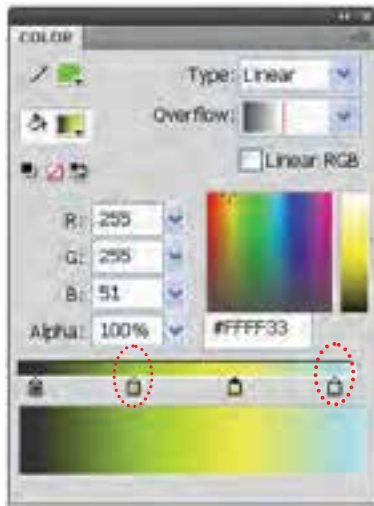 COLOR
Type: Linear
Overflow:
Linear RGB
R: 255
G: 255
B: 51
Alpha: 100% #FFFF33